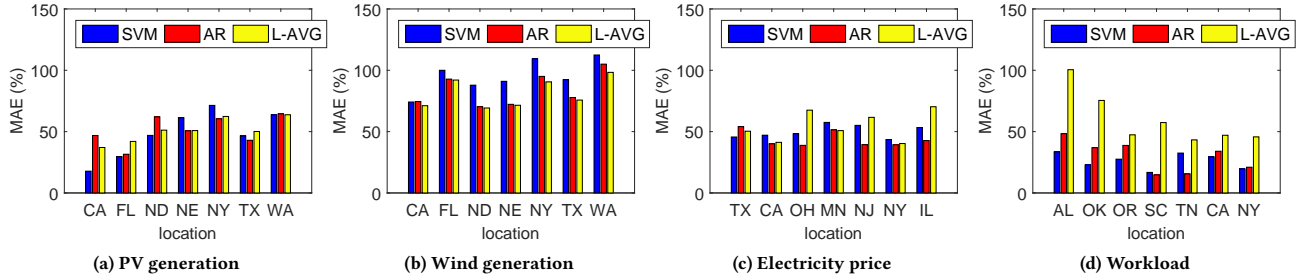 150
SVM AR L-AVG
100
MAE (%)
50
0
CA FL ND NE NY TX WA
location
(a) PV generation
150
SVM AR L-AVG
100
MAE (%)
50
0
CA FL ND NE NY TX WA
location
(b) Wind generation
150
SVM AR L-AVG
100
MAE (%)
50
0
TX CA OH MN NJ NY IL
location
(c) Electricity price
150
SVM AR L-AVG
100
MAE (%)
50
0
AL OK OR SC TN CA NY
location
(d) Workload